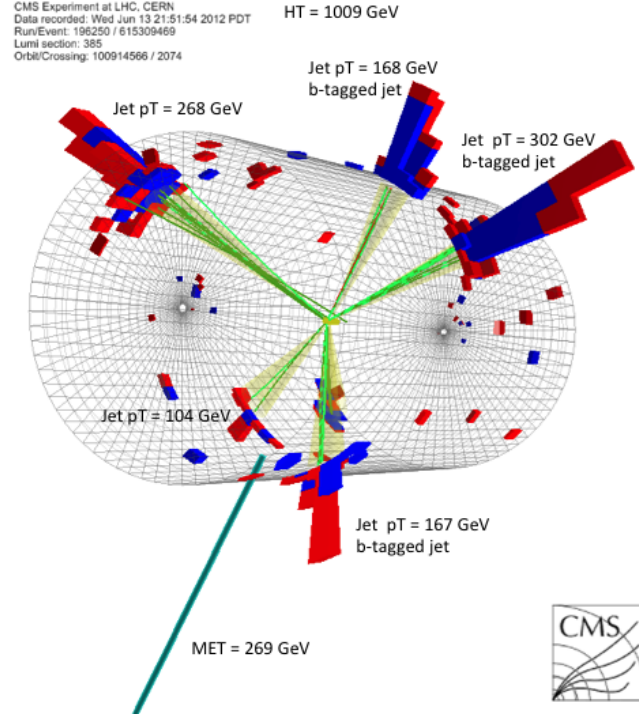 CMS Experiment at LHC, CERN
Data recorded: Wed Jun 13 21:51:54 2012 PDT
Run/Event: 196250 / 615309469
Lumi section: 385
Orbit/Crossing: 100914566 / 2074
HT = 1009 GeV
Jet pT = 168 GeV
b-tagged jet
Jet pT = 268 GeV
Jet pT = 302 GeV
b-tagged jet
Jet pT = 104 GeV
Jet pT = 167 GeV
b-tagged jet
MET = 269 GeV
CMS